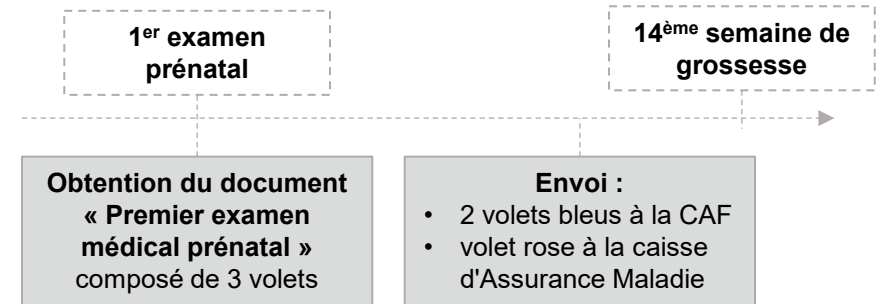 1er examen
prénatal
14ème semaine de
grossesse
Obtention du document
« Premier examen
médical prénatal »
composé de 3 volets
Envoi :
• 2 volets bleus à la CAF
• volet rose à la caisse
d'Assurance Maladie